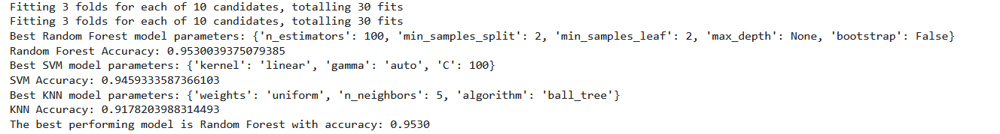 Fitting 3 folds for each of 10 candidates, totalling 30 fits
Fitting 3 folds for each of 10 candidates, totalling 30 fits
Best Random Forest model parameters: {'n_estimators': 100, 'min_samples_split': 2, 'min_samples_leaf': 2, 'max_depth': None, 'bootstrap': False}
Random Forest Accuracy: 0.9530039375079385
Best SVM model parameters: {'kernel': 'linear', 'gamma': 'auto', 'C': 100}
SVM Accuracy: 0.9459333587366103
Best KNN model parameters: {'weights': 'uniform', 'n_neighbors': 5, 'algorithm': 'ball_tree'}
KNN Accuracy: 0.9178203988314493
The best performing model is Random Forest with accuracy: 0.9530